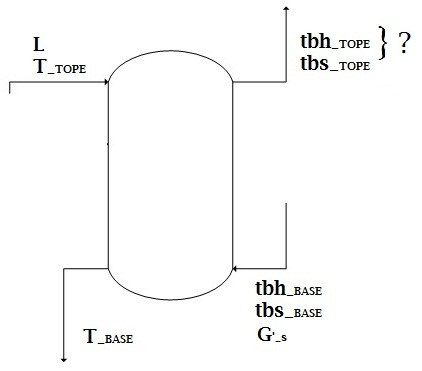 L
T_TOPE
tbh_TOPE
tbs_TOPE
} ?
tbh_BASE
tbs_BASE
G'_s
T_BASE